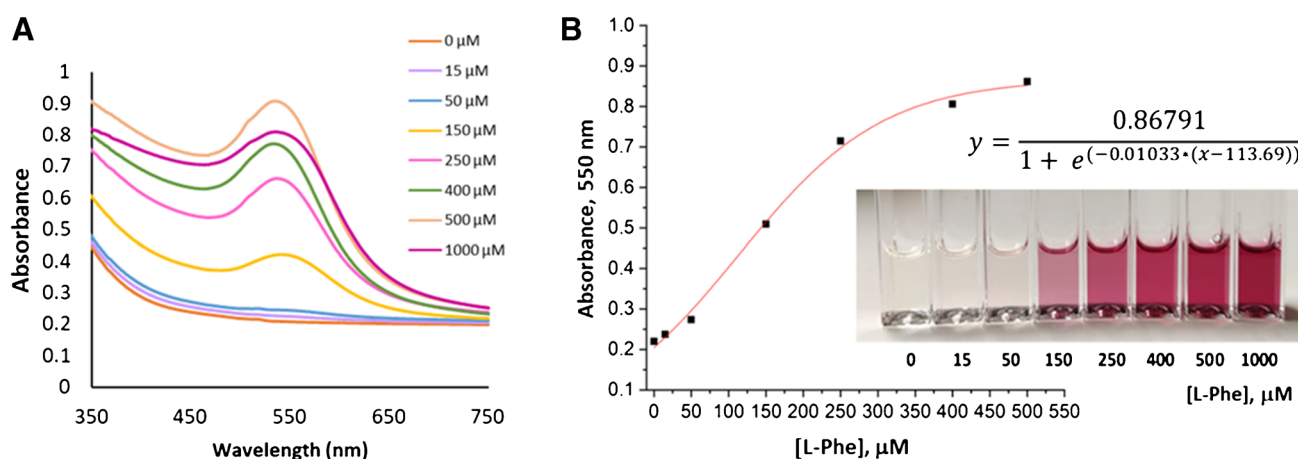 A
0 µM
15 µM
50 µM
150 µM
250 µM
400 µM
500 µM
1000 µM
Absorbance
1
0.9
0.8
0.7
0.6
0.5
0.4
0.3
0.2
0.1
0
350
450
550
650
750
Wavelength (nm)
B
Absorbance, 550 nm
1.0
0.9
0.8
0.7
0.6
0.5
0.4
0.3
0.2
0.1
y = 0.86791 / 1 + e^(−0.01033∗(x−113.69))
0 15 50 150 250 400 500 1000
[L-Phe], µM
0 50 100 150 200 250 300 350 400 450 500 550
[L-Phe], µM